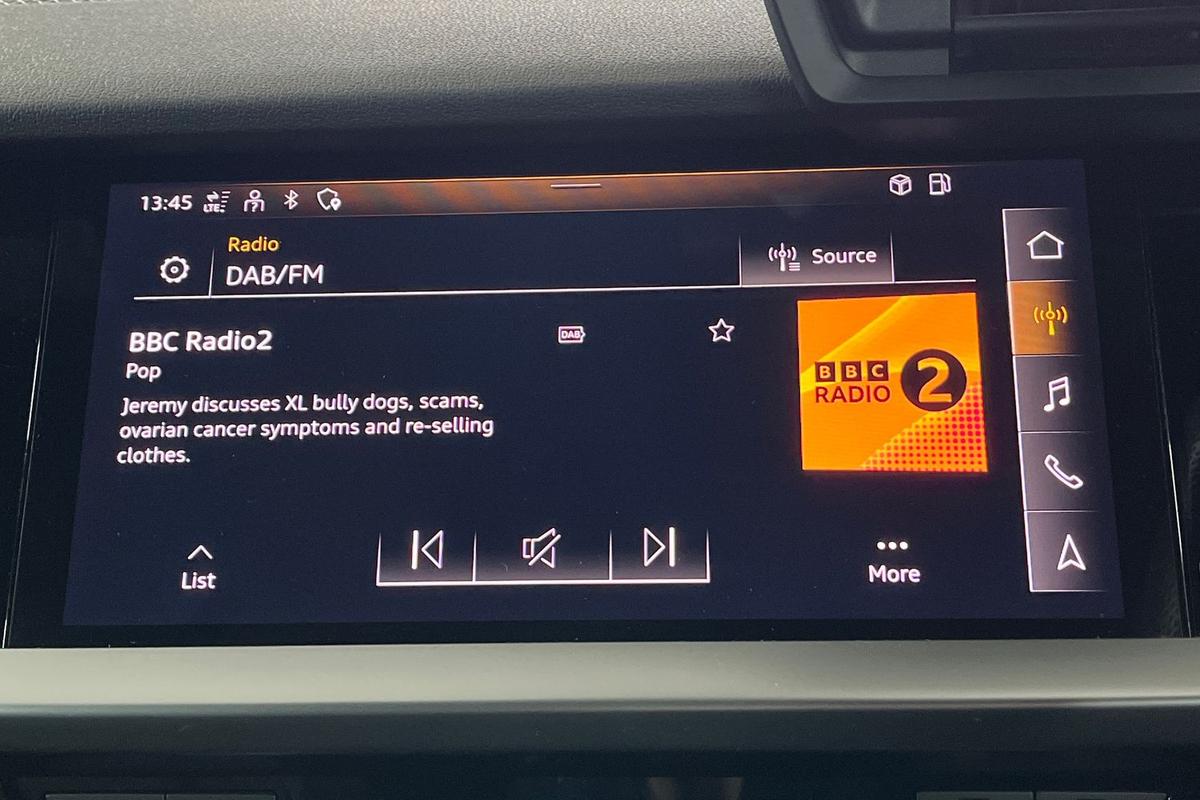 13:45
LTE
Radio
DAB/FM
Source
BBC Radio2
DAB
Pop
Jeremy discusses XL bully dogs, scams,
ovarian cancer symptoms and re-selling
clothes.
BBC
RADIO 2
List
More